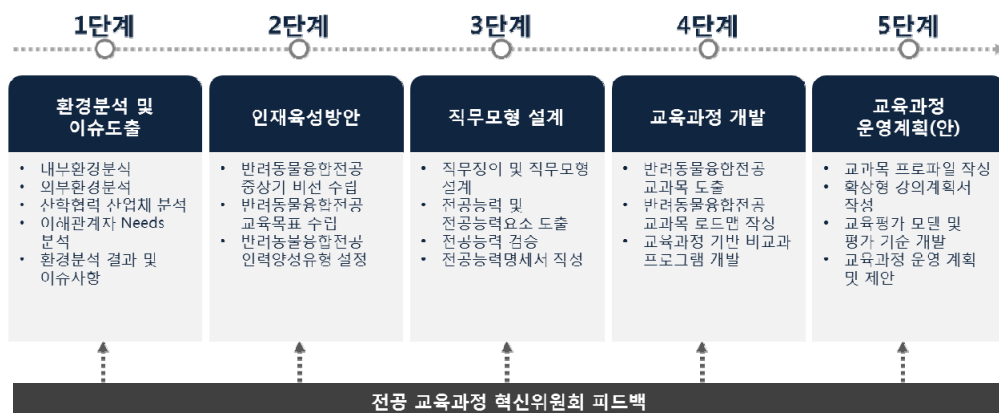 1단계
환경분석 및
이슈도출
• 내부환경분석
• 외부환경분석
• 산학협력 산업체 분석
• 이해관계자 Needs
분석
• 환경분석 결과 및
이슈사항
2단계
인재육성방안
• 반려동물융합전공
중장기 비전 수립
• 반려동물융합전공
교육목표 수립
• 반려동물융합전공
인력양성유형 설정
3단계
직무모형 설계
• 직무정의 및 직무모형
설계
• 전공능력 및
전공능력요소 도출
• 전공능력 검증
• 전공능력명세서 작성
4단계
교육과정 개발
• 반려동물융합전공
교과목 도출
• 반려동물융합전공
교과목 로드맵 작성
• 교육과정 기반 비교과
프로그램 개발
5단계
교육과정
운영계획(안)
• 교과목 프로파일 작성
• 확장형 강의계획서
작성
• 교육평가 모델 및
평가 기준 개발
• 교육과정 운영 계획
및 제안
전공 교육과정 혁신위원회 피드백